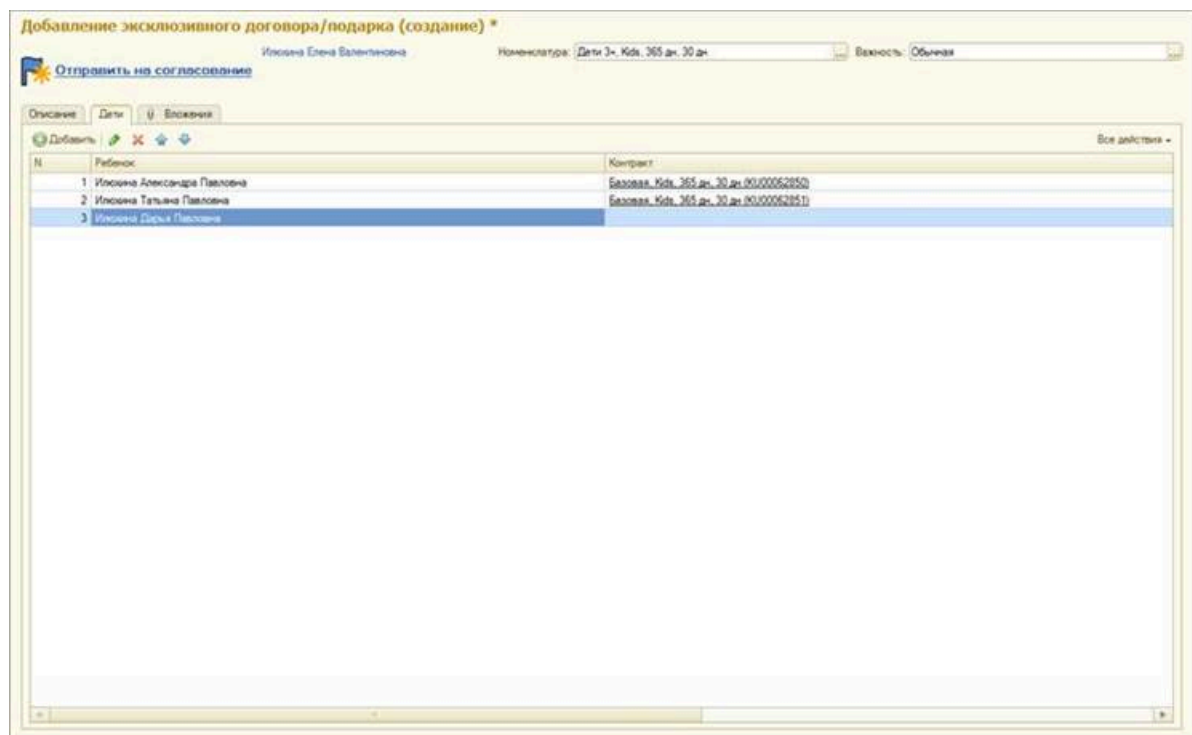 Добавление эксклюзивного договора/подарка (создание) *
Илюхина Елена Валентиновна Номенклатура: Дети 3+, Kids, 365 дн, 30 дн ... Важность: Обычная ...
Отправить на согласование
Описание Дети Вложения
Добавить Все действия
N Ребенок Контракт
1 Илюхина Александра Павловна Базовая, Kids, 365 дн, 30 дн (KU00062850)
2 Илюхина Татьяна Павловна Базовая, Kids, 365 дн, 30 дн (KU00062851)
3 Илюхина Дарья Павловна